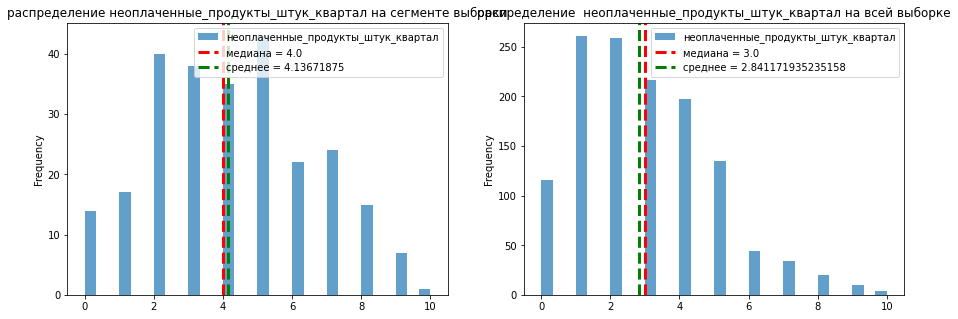 распределение неоплаченные_продукты_штук_квартал на сегменте выборки
неоплаченные_продукты_штук_квартал
медиана = 4.0
среднее = 4.13671875
Frequency
40
30
20
10
0
0 2 4 6 8 10
распределение неоплаченные_продукты_штук_квартал на всей выборке
неоплаченные_продукты_штук_квартал
медиана = 3.0
среднее = 2.841171935235158
Frequency
250
200
150
100
50
0
0 2 4 6 8 10